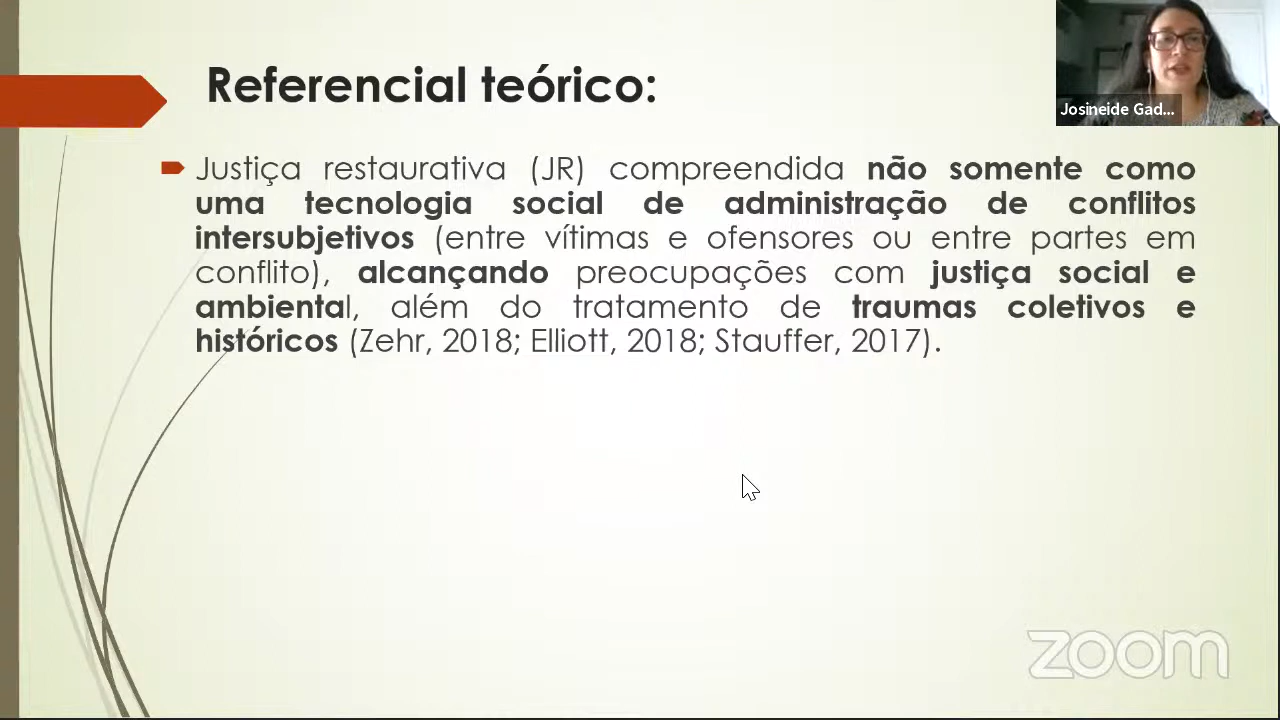 Referencial teórico:
Josineide Gad...
Justiça restaurativa (JR) compreendida não somente como
uma tecnologia social de administração de conflitos
intersubjetivos (entre vítimas e ofensores ou entre partes em
conflito), alcançando preocupações com justiça social e
ambiental, além do tratamento de traumas coletivos e
históricos (Zehr, 2018; Elliott, 2018; Stauffer, 2017).
zoom